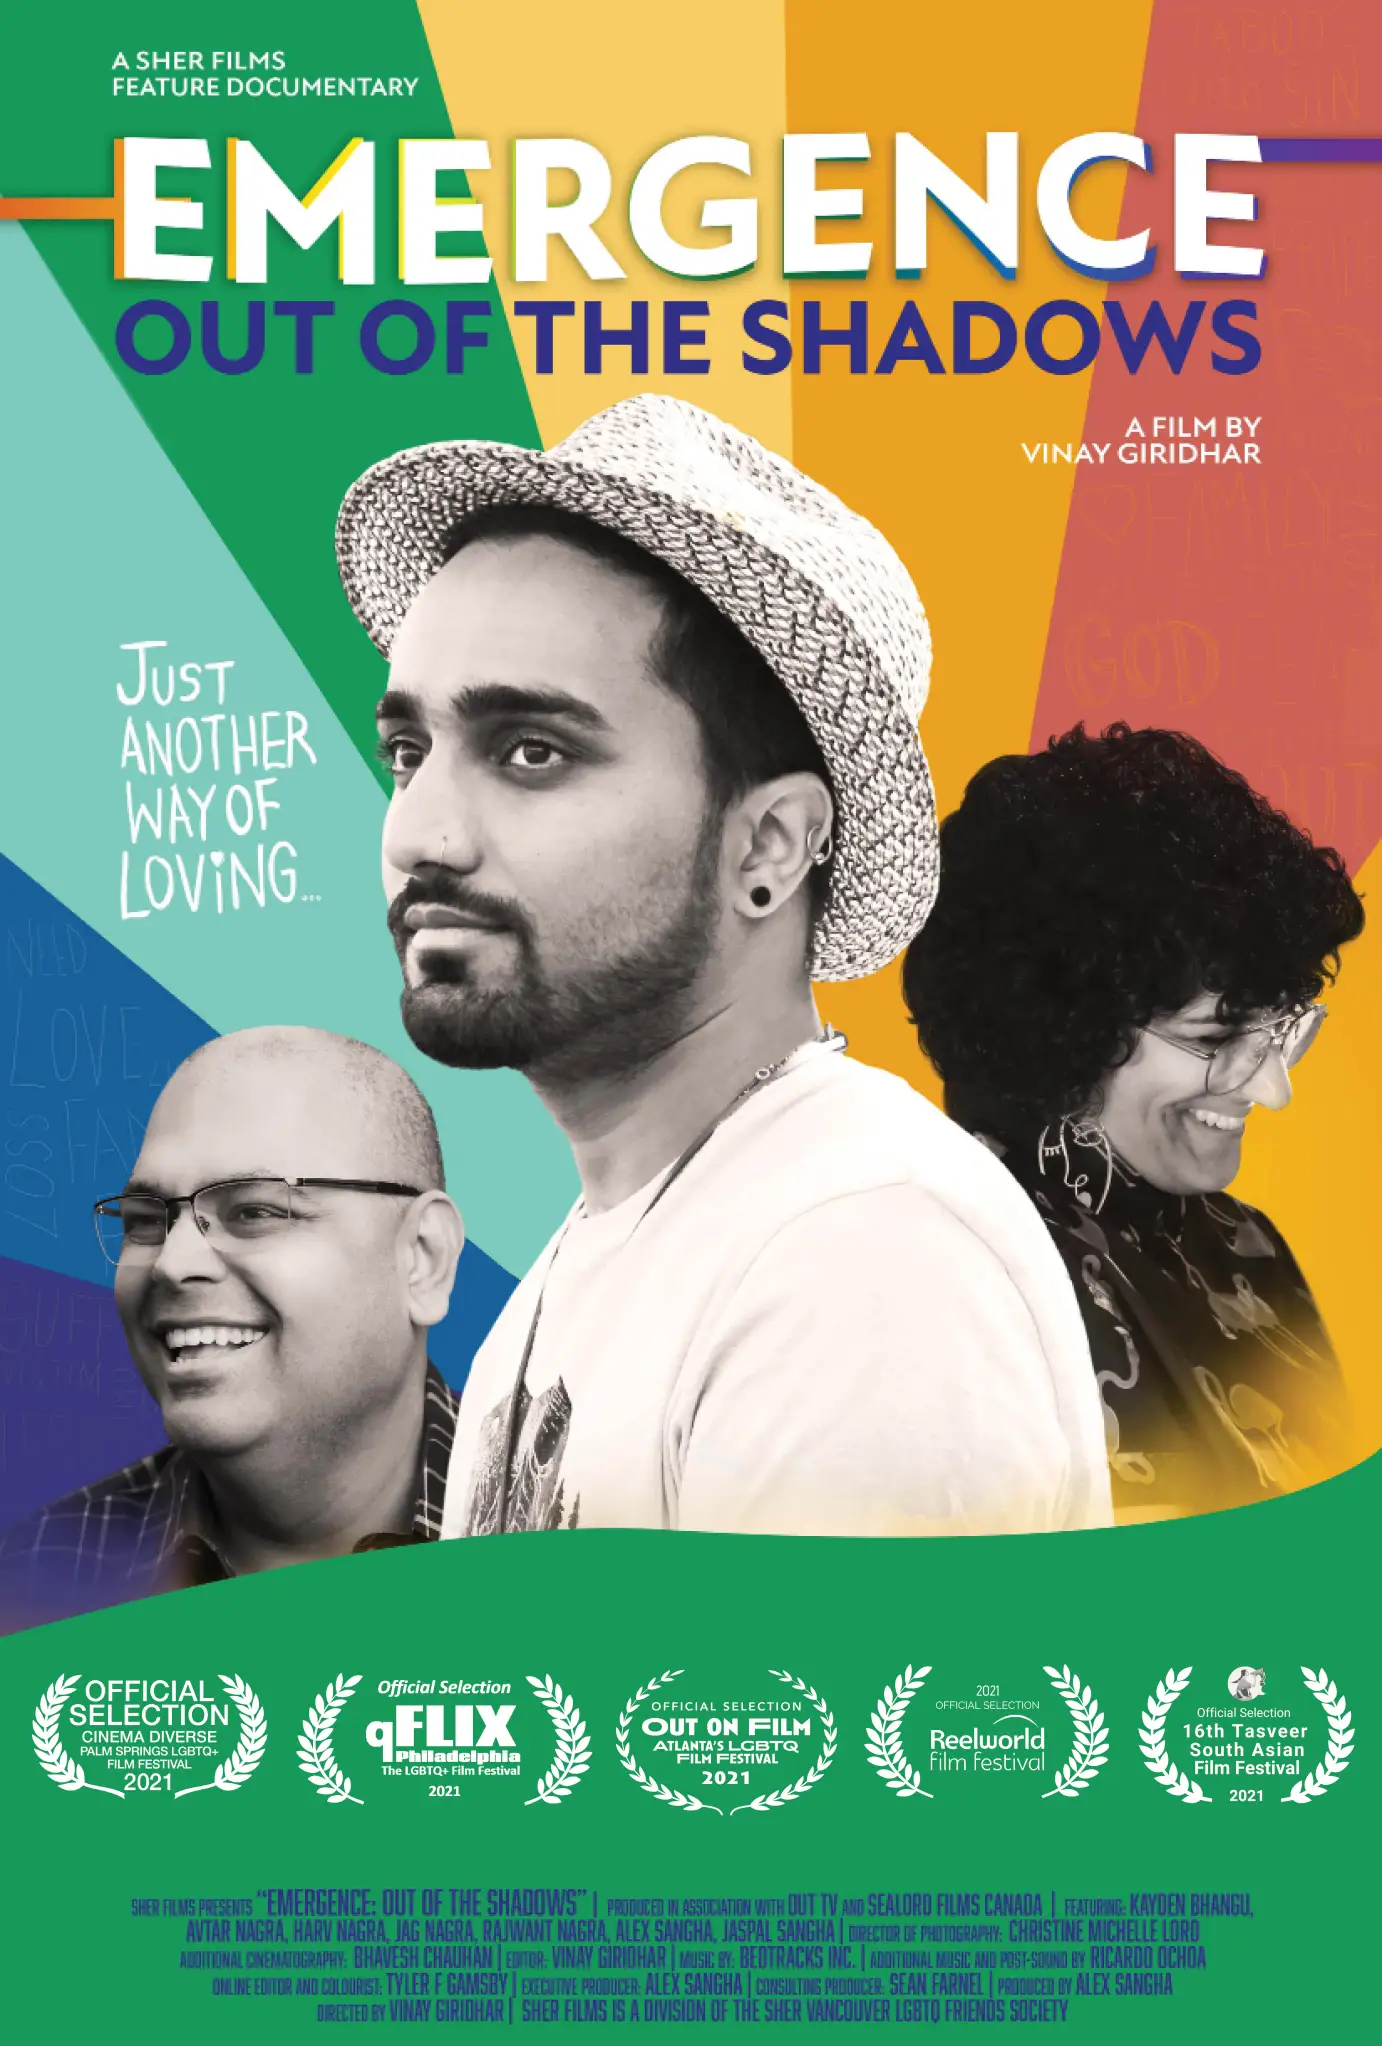 A SHER FILMS
FEATURE DOCUMENTARY
EMERGENCE
OUT OF THE SHADOWS
A FILM BY
VINAY GIRIDHAR
TABOO
SIN
FAMILY
GOD
OUT
JUST
ANOTHER
WAY OF
LOVING...
NEED
LOVE
LOSS
OFFICIAL
SELECTION
CINEMA DIVERSE
PALM SPRINGS LGBTQ+
FILM FESTIVAL
2021
Official Selection
qFLIX
Philadelphia
The LGBTQ+ Film Festival
2021
OFFICIAL SELECTION
OUT ON FILM
ATLANTA'S LGBTQ
FILM FESTIVAL
2021
2021
OFFICIAL SELECTION
Reelworld
film festival
Official Selection
16th Tasveer
South Asian
Film Festival
2021
SHER FILMS PRESENTS "EMERGENCE: OUT OF THE SHADOWS" | PRODUCED IN ASSOCIATION WITH OUT TV AND SEALORD FILMS CANADA | FEATURING: KAYDEN BHANGU,
AVTAR NAGRA, HARV NAGRA, JAG NAGRA, RAJWANT NAGRA, ALEX SANGHA, JASPAL SANGHA | DIRECTOR OF PHOTOGRAPHY: CHRISTINE MICHELLE LORD
ADDITIONAL CINEMATOGRAPHY: BHAVESH CHAUHAN | EDITOR: VINAY GIRIDHAR | MUSIC BY: BEDTRACKS INC. | ADDITIONAL MUSIC AND POST-SOUND BY RICARDO OCHOA
ONLINE EDITOR AND COLOURIST: TYLER F GAMSBY | EXECUTIVE PRODUCER: ALEX SANGHA | CONSULTING PRODUCER: SEAN FARNEL | PRODUCED BY ALEX SANGHA
DIRECTED BY VINAY GIRIDHAR | SHER FILMS IS A DIVISION OF THE SHER VANCOUVER LGBTQ FRIENDS SOCIETY